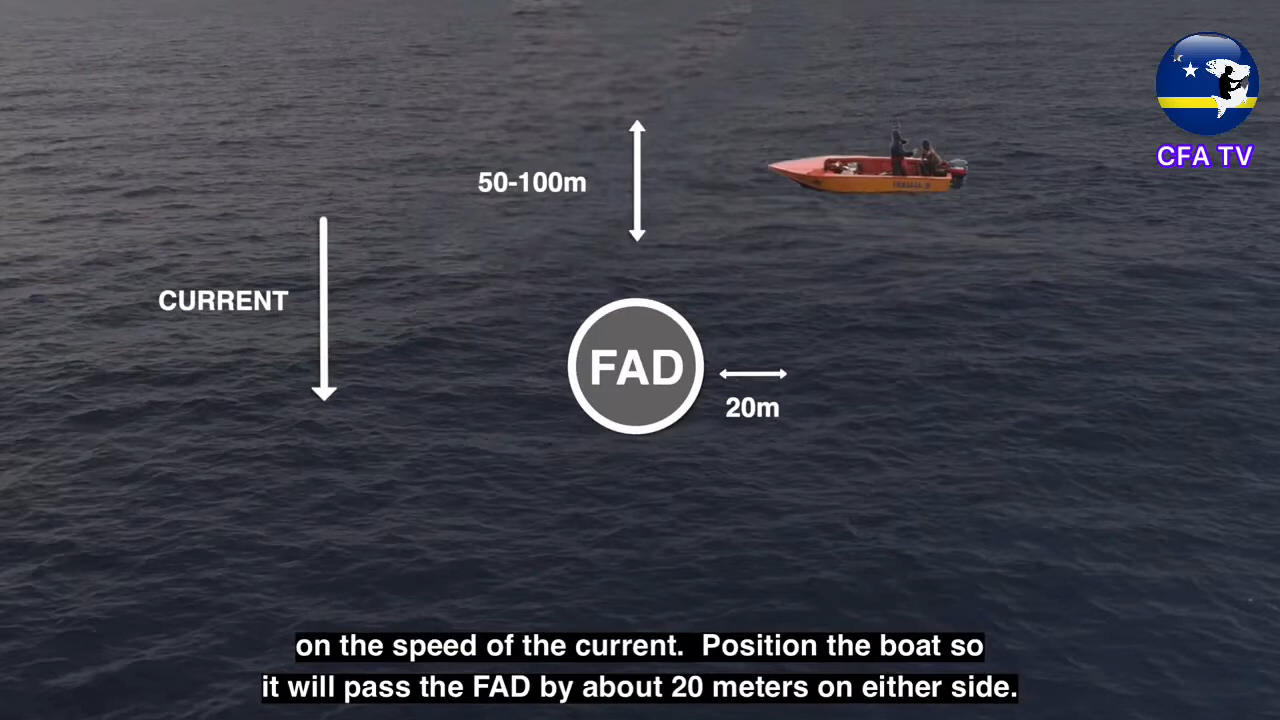 CFA TV
50-100m
CURRENT
FAD
20m
on the speed of the current.  Position the boat so
it will pass the FAD by about 20 meters on either side.